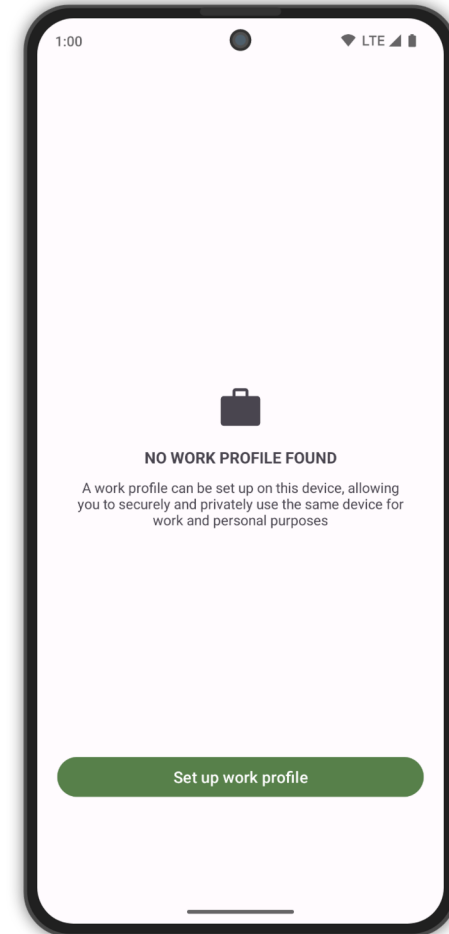 1:00
LTE
NO WORK PROFILE FOUND
A work profile can be set up on this device, allowing
you to securely and privately use the same device for
work and personal purposes
Set up work profile